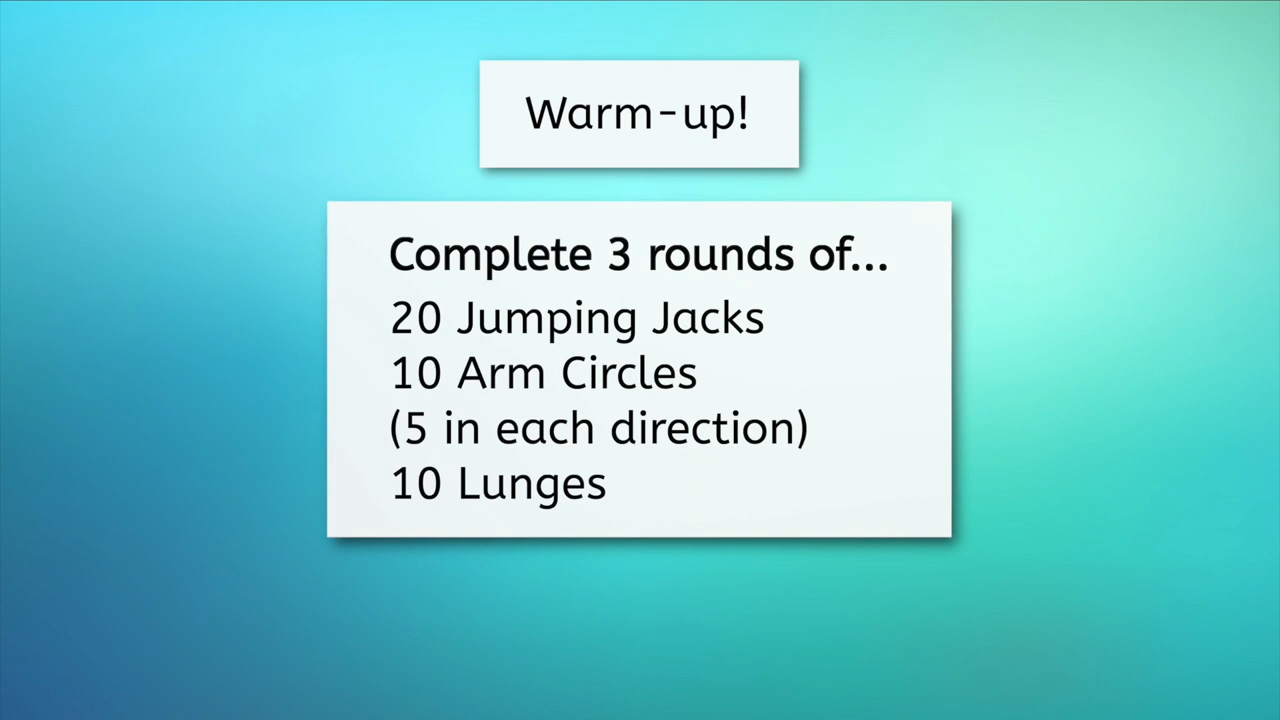 Warm-up!
Complete 3 rounds of...
20 Jumping Jacks
10 Arm Circles
(5 in each direction)
10 Lunges